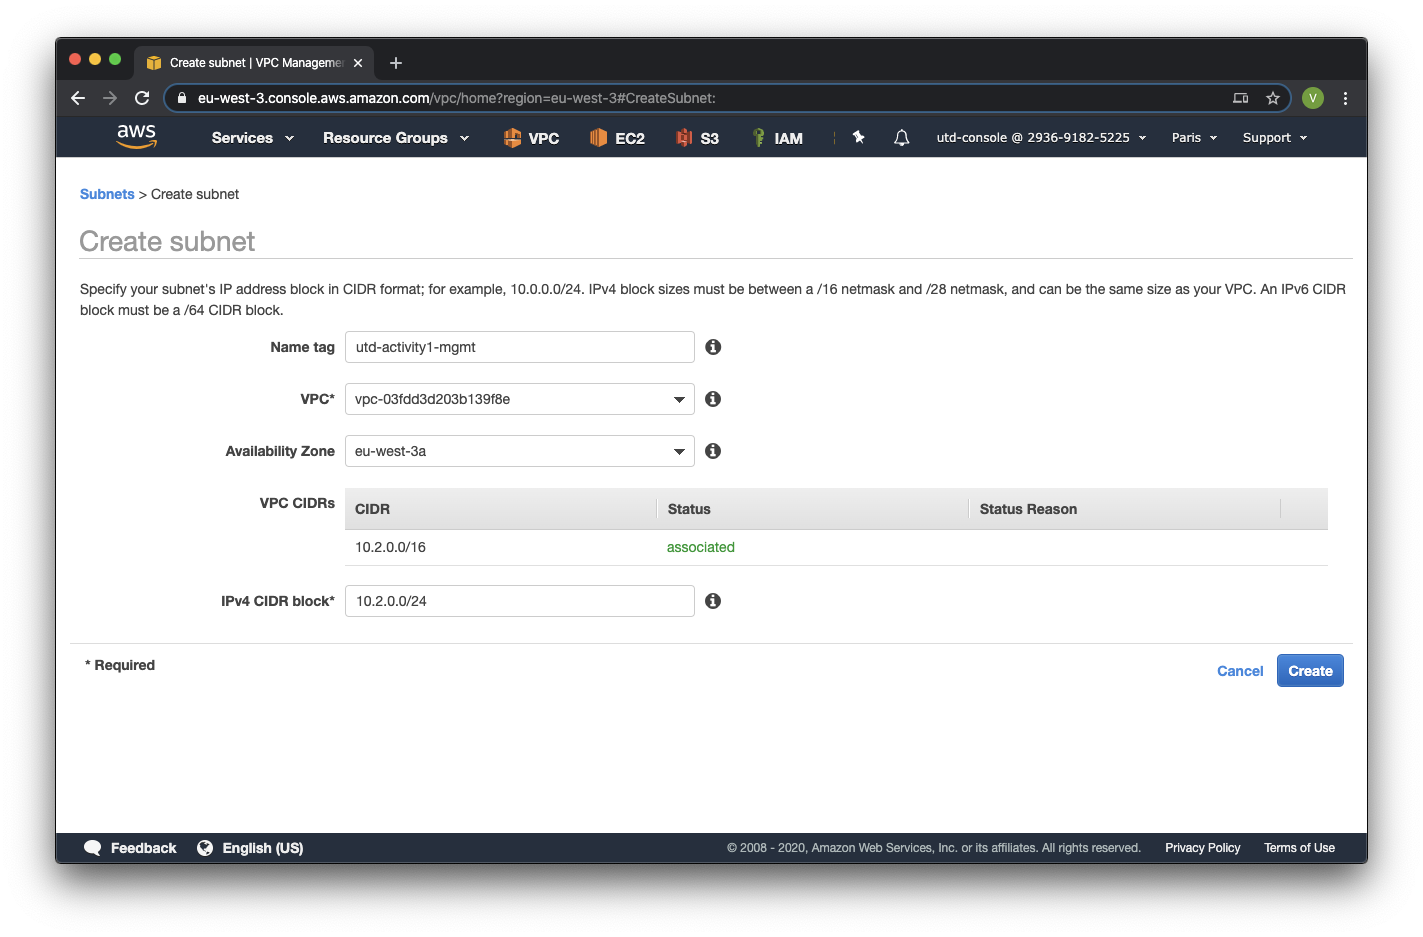 Create subnet | VPC Manageme
eu-west-3.console.aws.amazon.com/vpc/home?region=eu-west-3#CreateSubnet:
V
aws Services Resource Groups VPC EC2 S3 IAM utd-console @ 2936-9182-5225 Paris Support
Subnets > Create subnet
Create subnet
Specify your subnet's IP address block in CIDR format; for example, 10.0.0.0/24. IPv4 block sizes must be between a /16 netmask and /28 netmask, and can be the same size as your VPC. An IPv6 CIDR
block must be a /64 CIDR block.
Name tag utd-activity1-mgmt
VPC* vpc-03fdd3d203b139f8e
Availability Zone eu-west-3a
VPC CIDRs CIDR Status Status Reason
10.2.0.0/16 associated
IPv4 CIDR block* 10.2.0.0/24
* Required
Cancel Create
Feedback English (US) © 2008 - 2020, Amazon Web Services, Inc. or its affiliates. All rights reserved. Privacy Policy Terms of Use